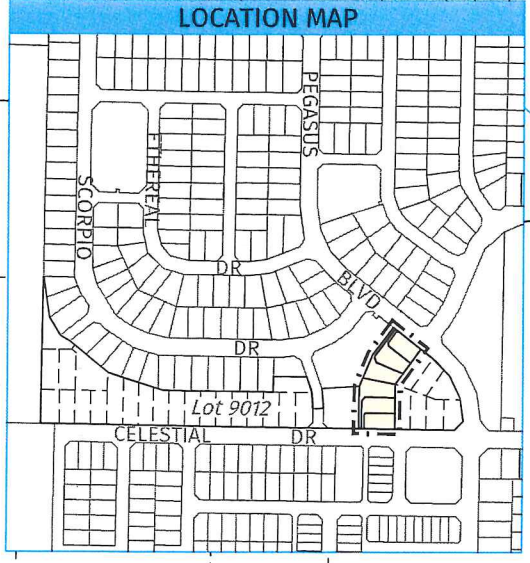 LOCATION MAP
PEGASUS
ETHEREAL
SCORPIO
DR
BLVD
DR
Lot 9012
CELESTIAL DR